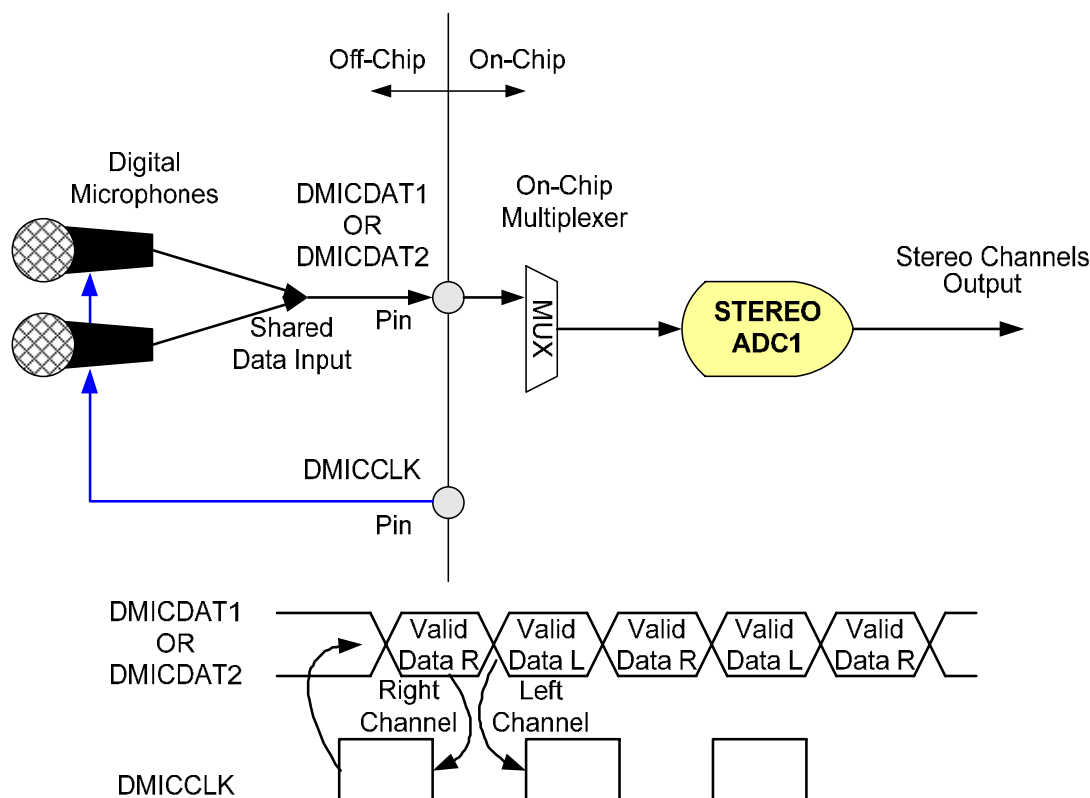 Off-Chip
On-Chip
Digital
Microphones
DMICDAT1
OR
DMICDAT2
On-Chip
Multiplexer
Stereo Channels
Output
Pin
Shared
Data Input
MUX
STEREO
ADC1
DMICCLK
Pin
DMICDAT1
OR
DMICDAT2
Valid
Data R
Valid
Data L
Valid
Data R
Valid
Data L
Valid
Data R
Right
Channel
Left
Channel
DMICCLK